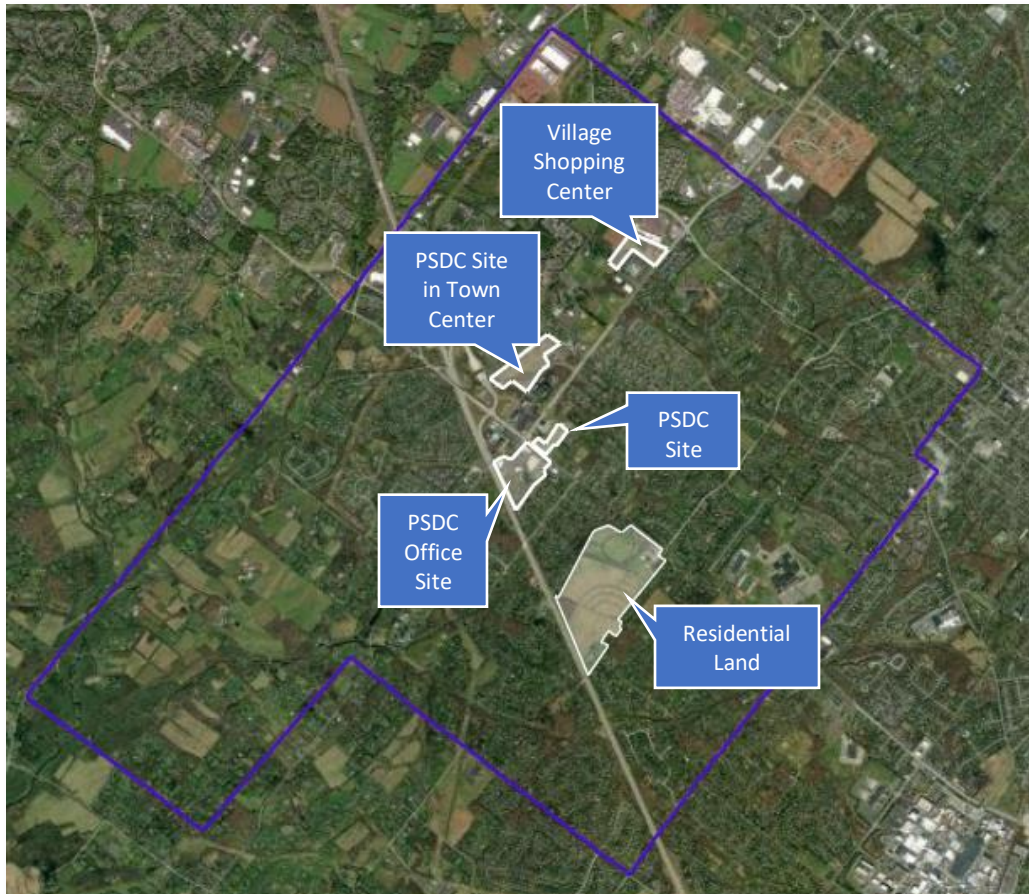 Village
Shopping
Center
PSDC Site
in Town
Center
PSDC
Site
PSDC
Office
Site
Residential
Land